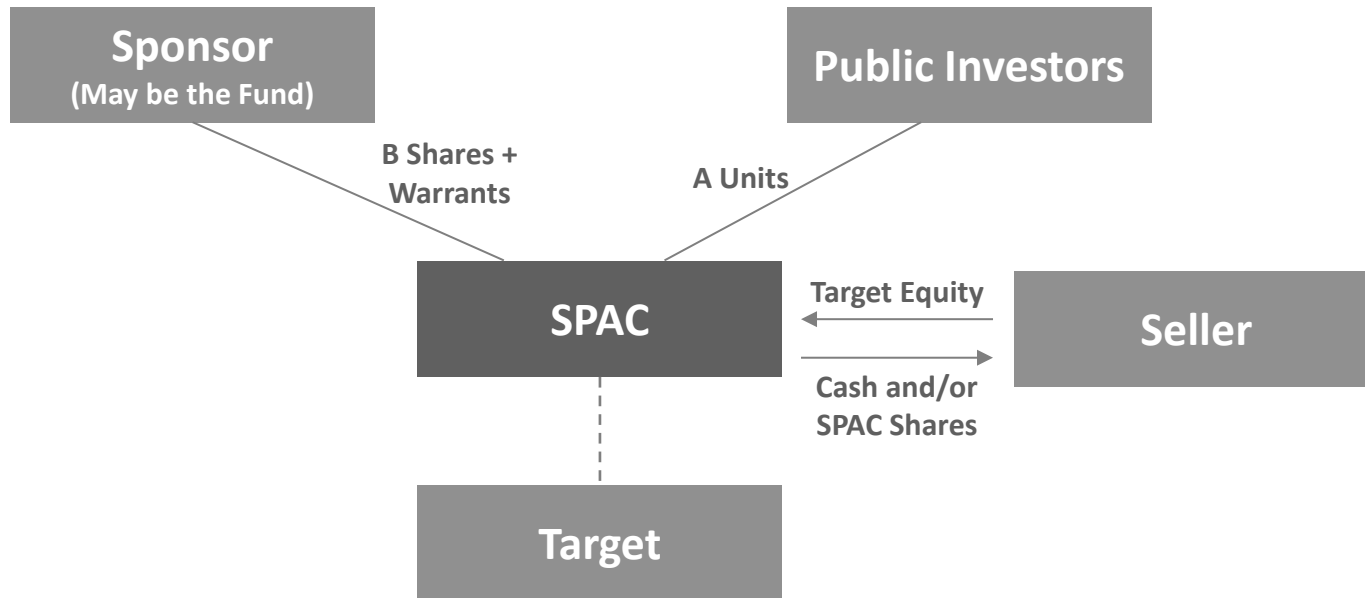 Sponsor
(May be the Fund)
Public Investors
B Shares +
Warrants
A Units
SPAC
Target Equity
Cash and/or
SPAC Shares
Seller
Target